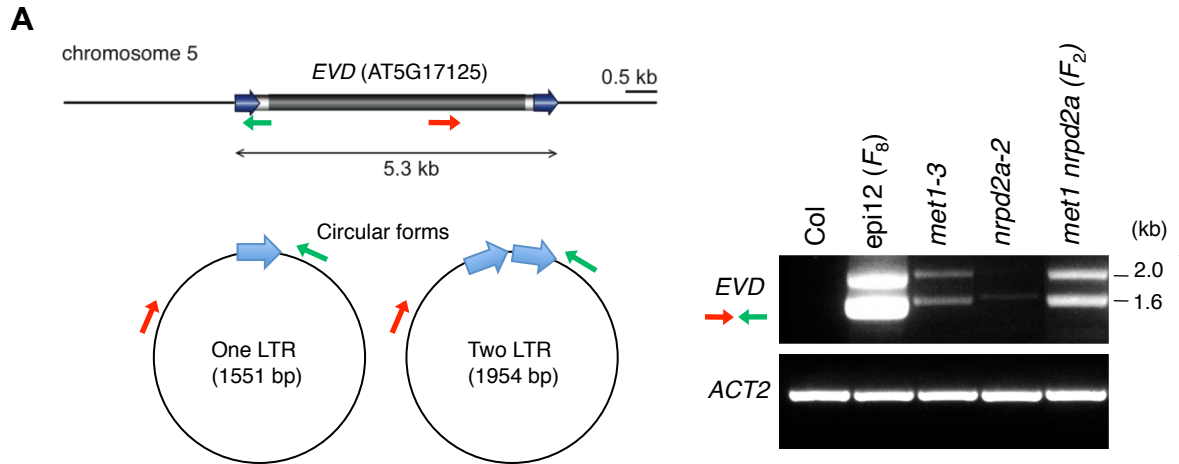 A
chromosome 5
EVD (AT5G17125)
0.5 kb
5.3 kb
Circular forms
One LTR
(1551 bp)
Two LTR
(1954 bp)
Col
epi12 (F8)
met1-3
nrpd2a-2
met1 nrpd2a (F2)
(kb)
EVD
2.0
1.6
ACT2